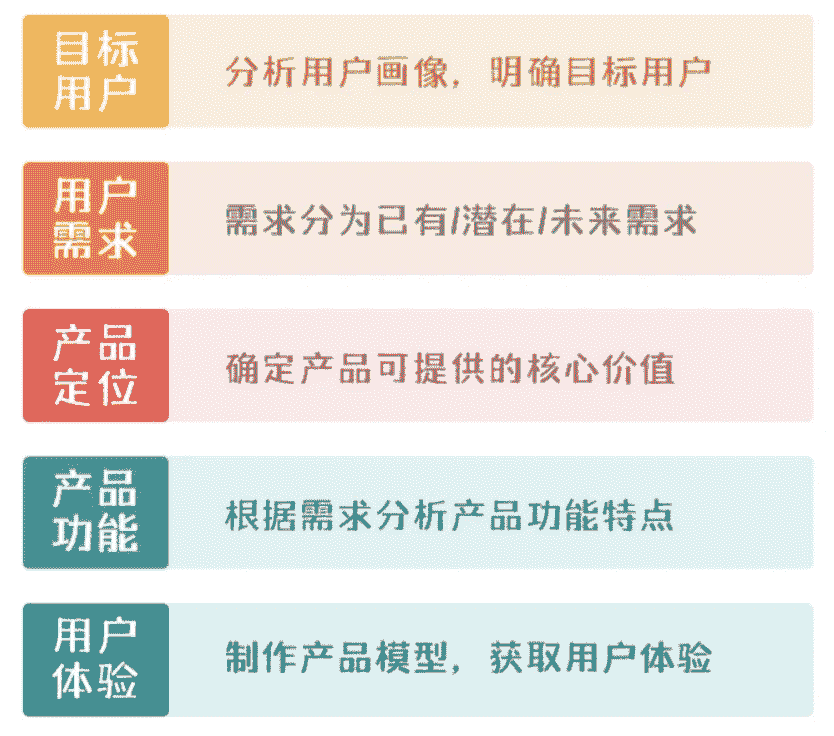 目标
用户
分析用户画像，明确目标用户
用户
需求
需求分为已有/潜在/未来需求
产品
定位
确定产品可提供的核心价值
产品
功能
根据需求分析产品功能特点
用户
体验
制作产品模型，获取用户体验